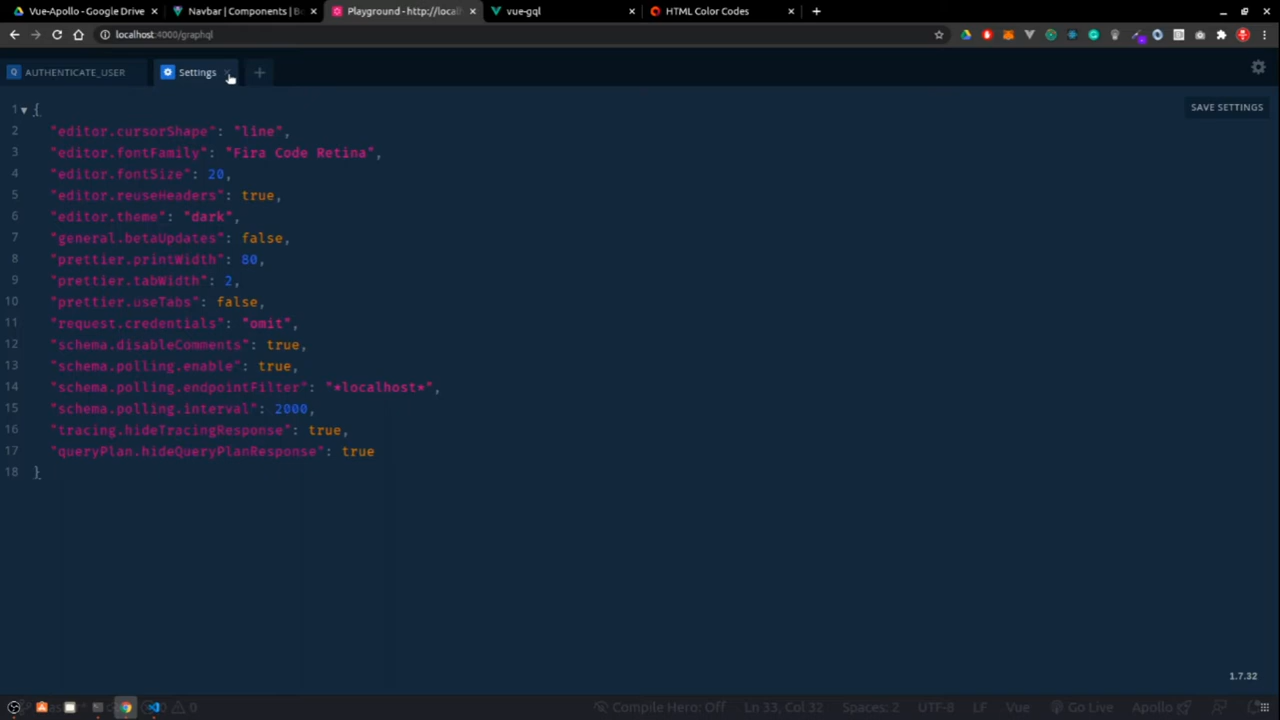 Vue-Apollo - Google Drive
Navbar | Components | Bo
Playground - http://local
vue-gql
HTML Color Codes
localhost:4000/graphql
Q AUTHENTICATE_USER
Settings
SAVE SETTINGS
1 {
2 "editor.cursorShape": "line",
3 "editor.fontFamily": "Fira Code Retina",
4 "editor.fontSize": 20,
5 "editor.reuseHeaders": true,
6 "editor.theme": "dark",
7 "general.betaUpdates": false,
8 "prettier.printWidth": 80,
9 "prettier.tabWidth": 2,
10 "prettier.useTabs": false,
11 "request.credentials": "omit",
12 "schema.disableComments": true,
13 "schema.polling.enable": true,
14 "schema.polling.endpointFilter": "*localhost*",
15 "schema.polling.interval": 2000,
16 "tracing.hideTracingResponse": true,
17 "queryPlan.hideQueryPlanResponse": true
18 }
1.7.32
0 Compile Hero: Off Ln 33, Col 32 Spaces: 2 UTF-8 LF Vue Go Live Apollo